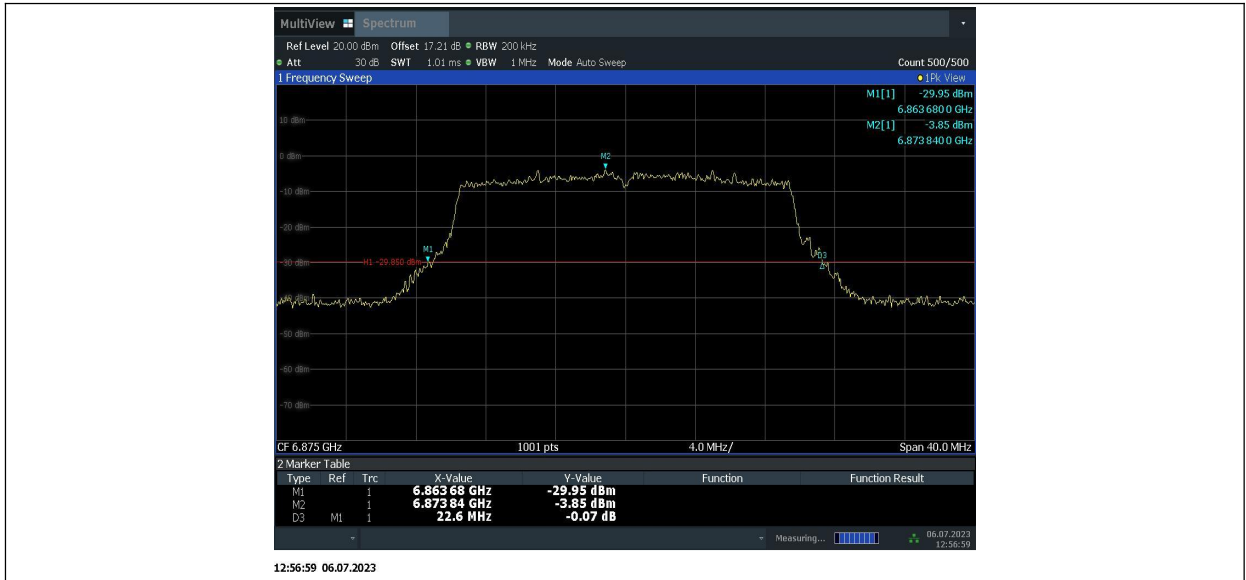 MultiView Spectrum
Ref Level 20.00 dBm Offset 17.21 dB RBW 200 kHz
Att 30 dB SWT 1.01 ms VBW 1 MHz Mode Auto Sweep Count 500/500
1 Frequency Sweep 1Pk View
M1[1] -29.95 dBm
6.863 680 0 GHz
10 dBm
M2[1] -3.85 dBm
6.873 840 0 GHz
0 dBm
M2
-10 dBm
-20 dBm
M1
D3
-30 dBm H1 -29.850 dBm
-40 dBm
-50 dBm
-60 dBm
-70 dBm
CF 6.875 GHz 1001 pts 4.0 MHz/ Span 40.0 MHz
2 Marker Table
Type Ref Trc X-Value Y-Value Function Function Result
M1 1 6.863 68 GHz -29.95 dBm
M2 1 6.873 84 GHz -3.85 dBm
D3 M1 1 22.6 MHz -0.07 dB
Measuring... 06.07.2023
12:56:59
12:56:59 06.07.2023